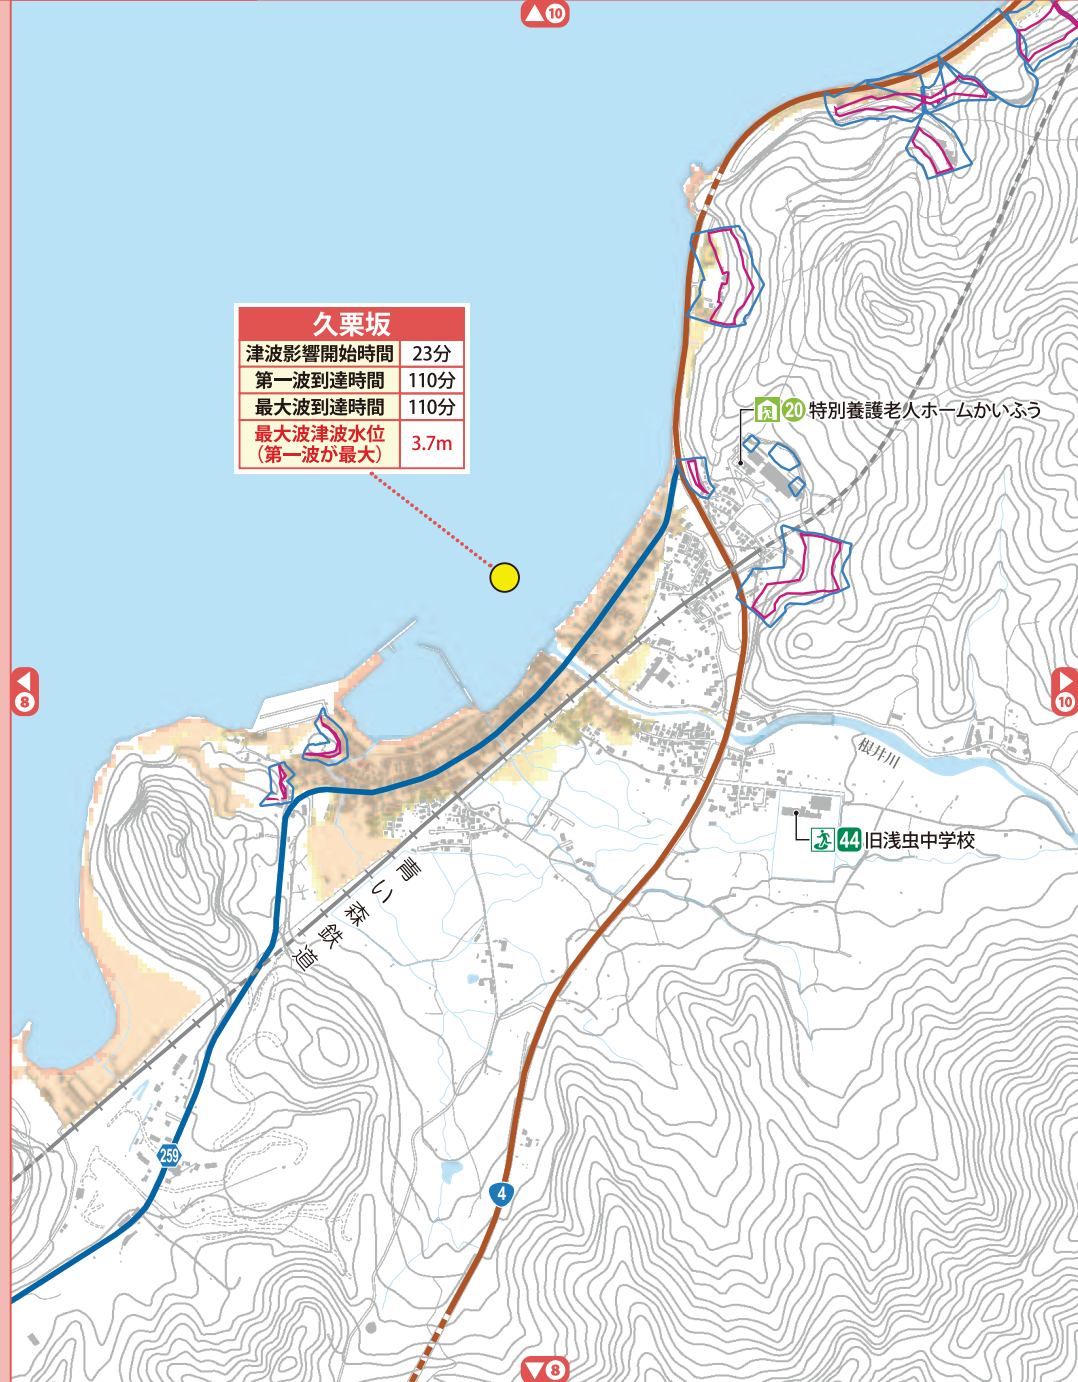 10
久栗坂
津波影響開始時間 23分
第一波到達時間 110分
最大波到達時間 110分
最大波津波水位
(第一波が最大) 3.7m
20 特別養護老人ホームかいふう
8
10
根井川
44 旧浅虫中学校
青い森鉄道
259
4
8